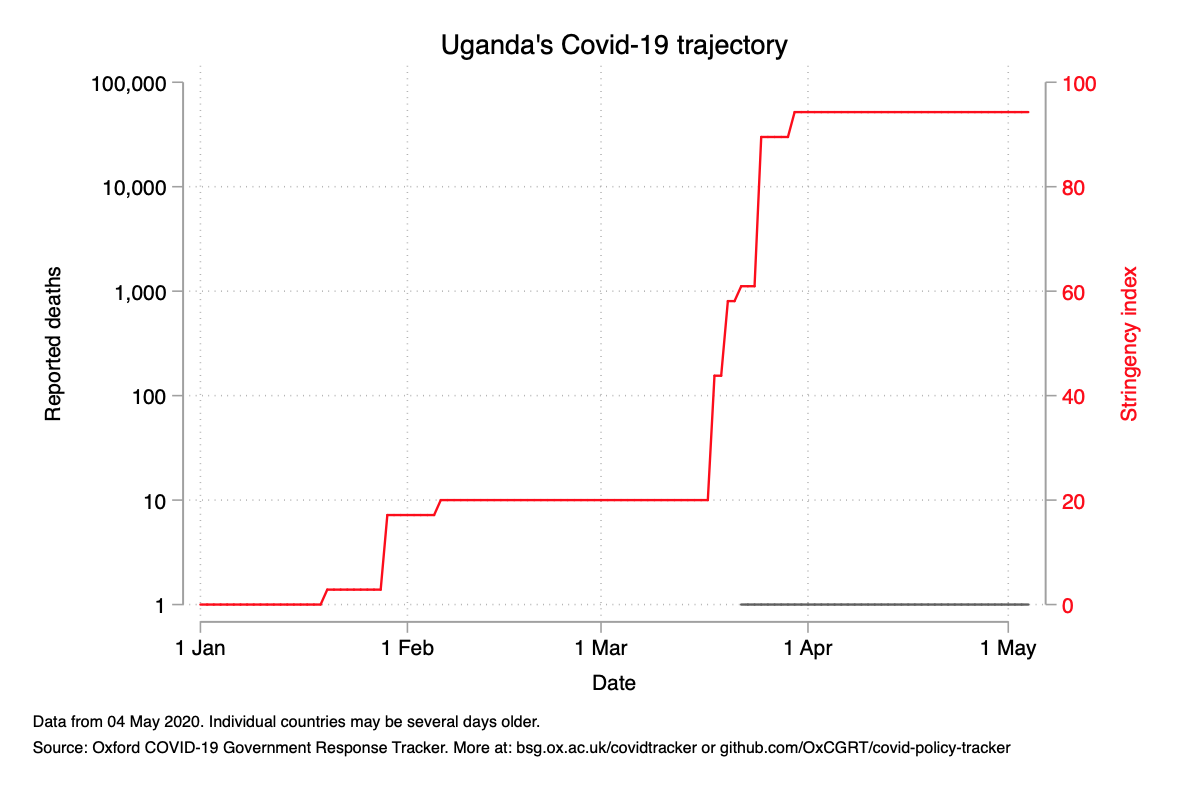 Uganda's Covid-19 trajectory
100,000
10,000
1,000
100
10
1
Reported deaths
100
80
60
40
20
0
Stringency index
1 Jan 1 Feb 1 Mar 1 Apr 1 May
Date
Data from 04 May 2020. Individual countries may be several days older.
Source: Oxford COVID-19 Government Response Tracker. More at: bsg.ox.ac.uk/covidtracker or github.com/OxCGRT/covid-policy-tracker